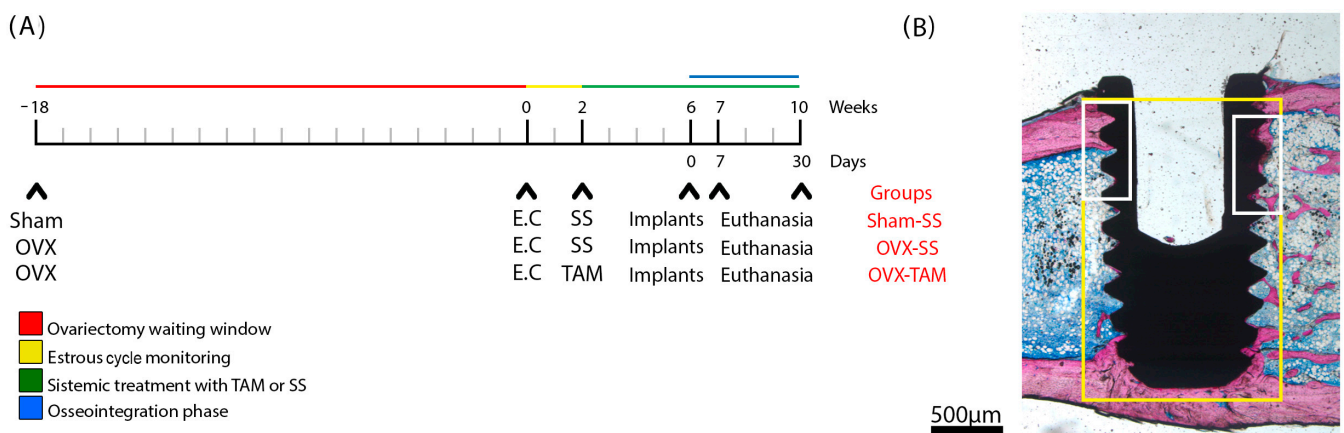 (A)
(B)
−18 0 2 6 7 10 Weeks
0 7 30 Days
Groups
Sham E.C SS Implants Euthanasia Sham-SS
OVX E.C SS Implants Euthanasia OVX-SS
OVX E.C TAM Implants Euthanasia OVX-TAM
Ovariectomy waiting window
Estrous cycle monitoring
Sistemic treatment with TAM or SS
Osseointegration phase
500µm